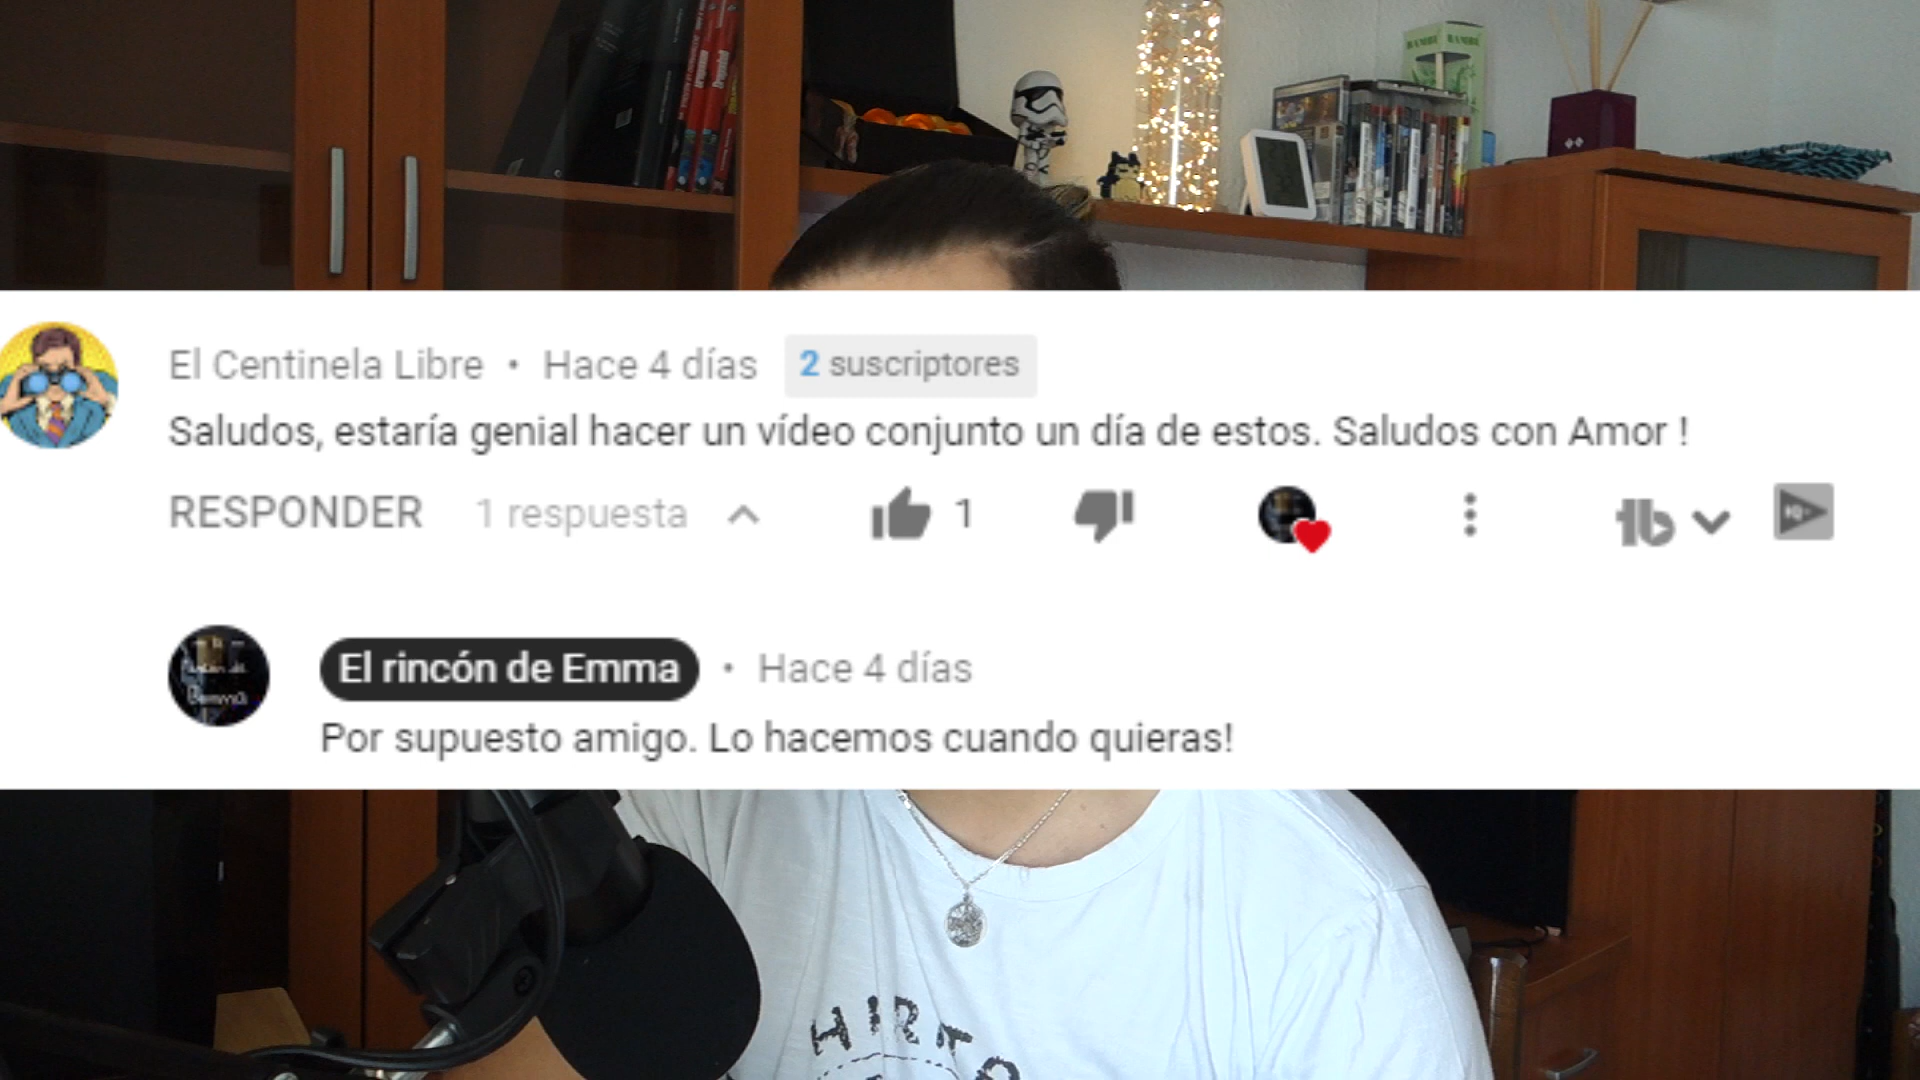 BAMBÚ BAMBÚ
El Centinela Libre • Hace 4 días 2 suscriptores
Saludos, estaría genial hacer un vídeo conjunto un día de estos. Saludos con Amor !
RESPONDER 1 respuesta 1
El rincón de Emma • Hace 4 días
Por supuesto amigo. Lo hacemos cuando quieras!